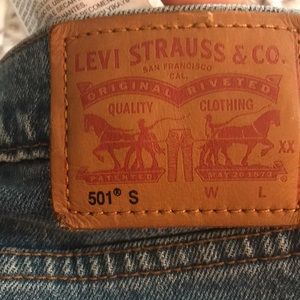 LEVI STRAUSS & CO.
SAN FRANCISCO
CAL.
ORIGINAL RIVETED
QUALITY CLOTHING
XX
PATENTED MAY 20 1873
501® S W L